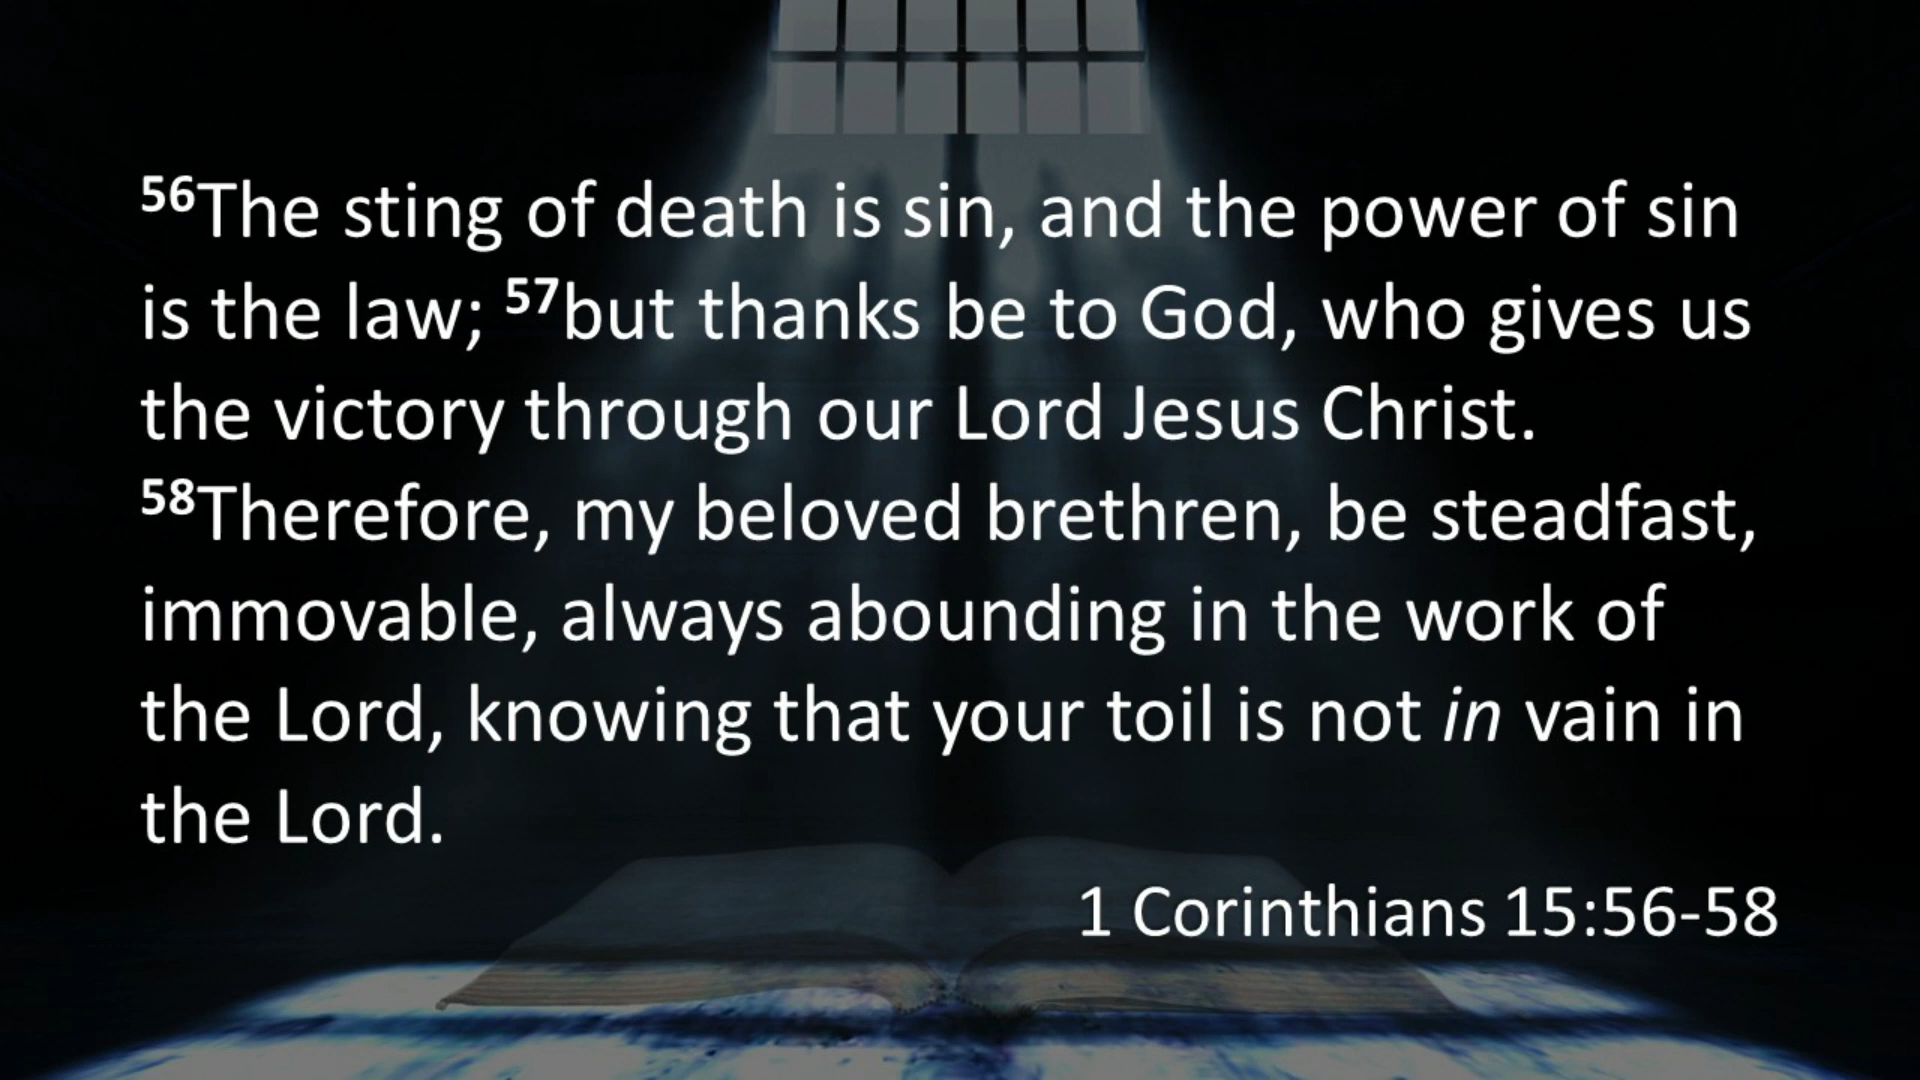 56The sting of death is sin, and the power of sin
is the law; 57but thanks be to God, who gives us
the victory through our Lord Jesus Christ.
58Therefore, my beloved brethren, be steadfast,
immovable, always abounding in the work of
the Lord, knowing that your toil is not in vain in
the Lord.
1 Corinthians 15:56-58